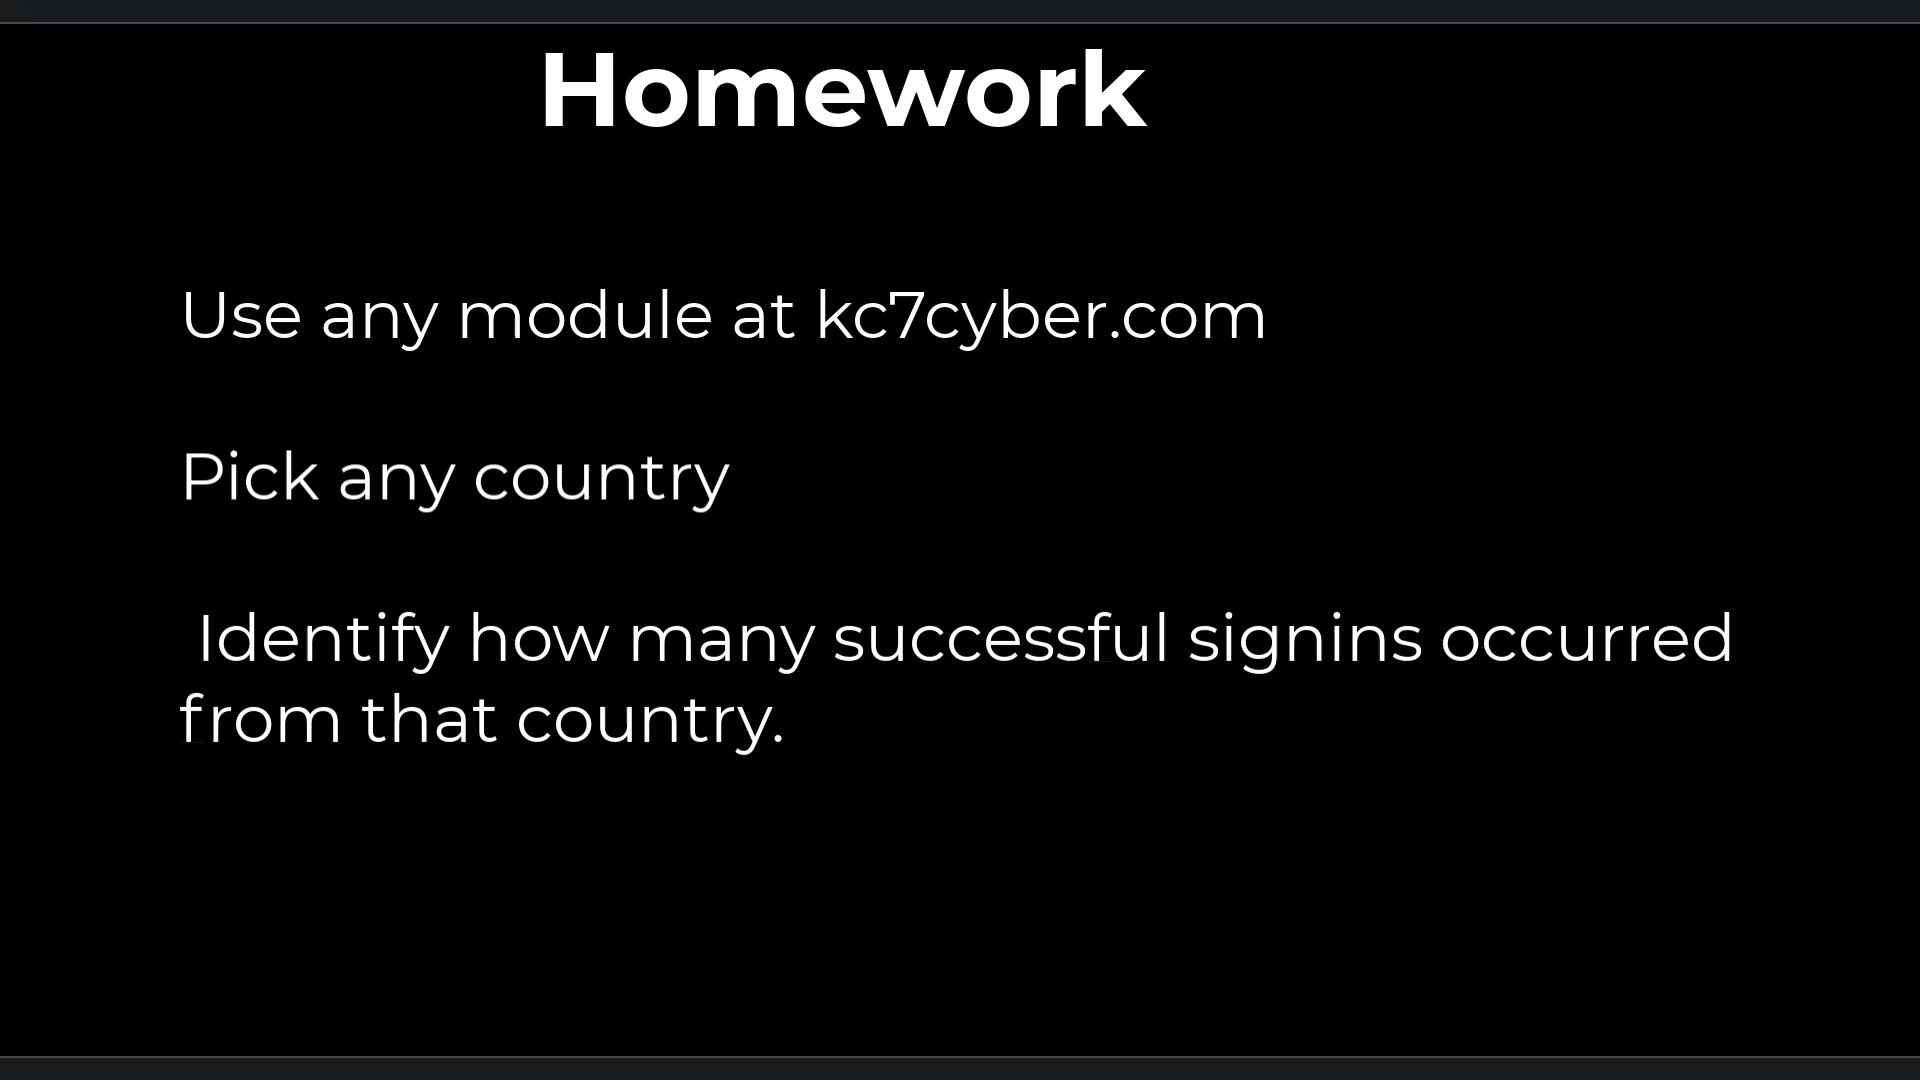 Homework
Use any module at kc7cyber.com
Pick any country
Identify how many successful signins occurred
from that country.